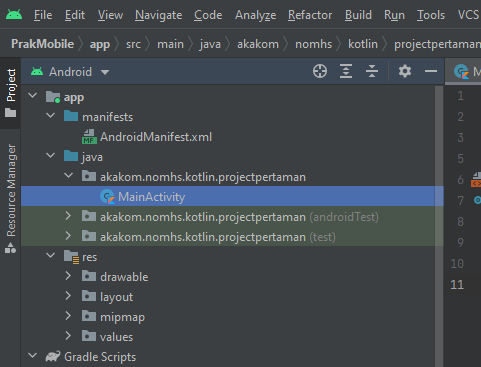 File Edit View Navigate Code Akakyze Refactor Build Run Tools VCS
PrakMobile app src main java akakom nomhs kotlin projectpertaman
Project
Android
M
app
1
manifests
2
AndroidManifest.xml
3
java
4
akakom.nomhs.kotlin.projectpertaman
5
MainActivity
6
akakom.nomhs.kotlin.projectpertaman (androidTest)
7
akakom.nomhs.kotlin.projectpertaman (test)
8
res
9
drawable
10
layout
11
mipmap
values
Gradle Scripts
Resource Manager